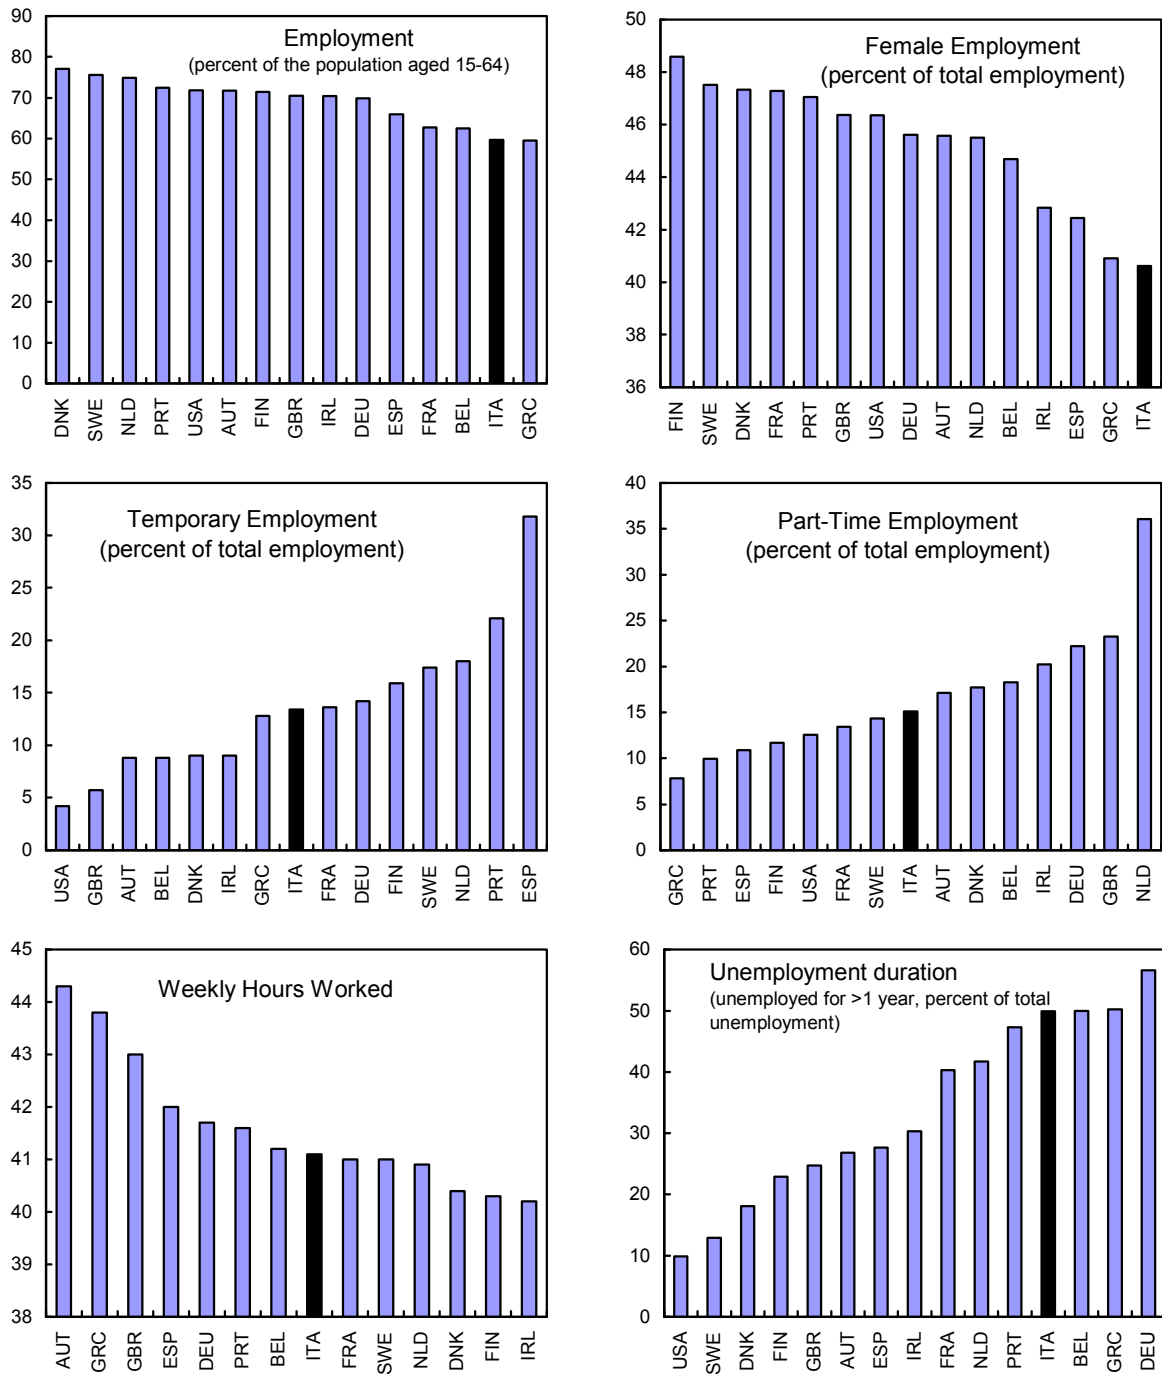 Employment
(percent of the population aged 15-64)
90
80
70
60
50
40
30
20
10
0
DNK SWE NLD PRT USA AUT FIN GBR IRL DEU ESP FRA BEL ITA GRC
Female Employment
(percent of total employment)
50
48
46
44
42
40
38
36
FIN SWE DNK FRA PRT GBR USA DEU AUT NLD BEL IRL ESP GRC ITA
Temporary Employment
(percent of total employment)
35
30
25
20
15
10
5
0
USA GBR AUT BEL DNK IRL GRC ITA FRA DEU FIN SWE NLD PRT ESP
Part-Time Employment
(percent of total employment)
40
35
30
25
20
15
10
5
0
GRC PRT ESP FIN USA FRA SWE ITA AUT DNK BEL IRL DEU GBR NLD
Weekly Hours Worked
45
44
43
42
41
40
39
38
AUT GRC GBR ESP DEU PRT BEL ITA FRA SWE NLD DNK FIN IRL
Unemployment duration
(unemployed for >1 year, percent of total
unemployment)
60
50
40
30
20
10
0
USA SWE DNK FIN GBR AUT ESP IRL FRA NLD PRT ITA BEL GRC DEU